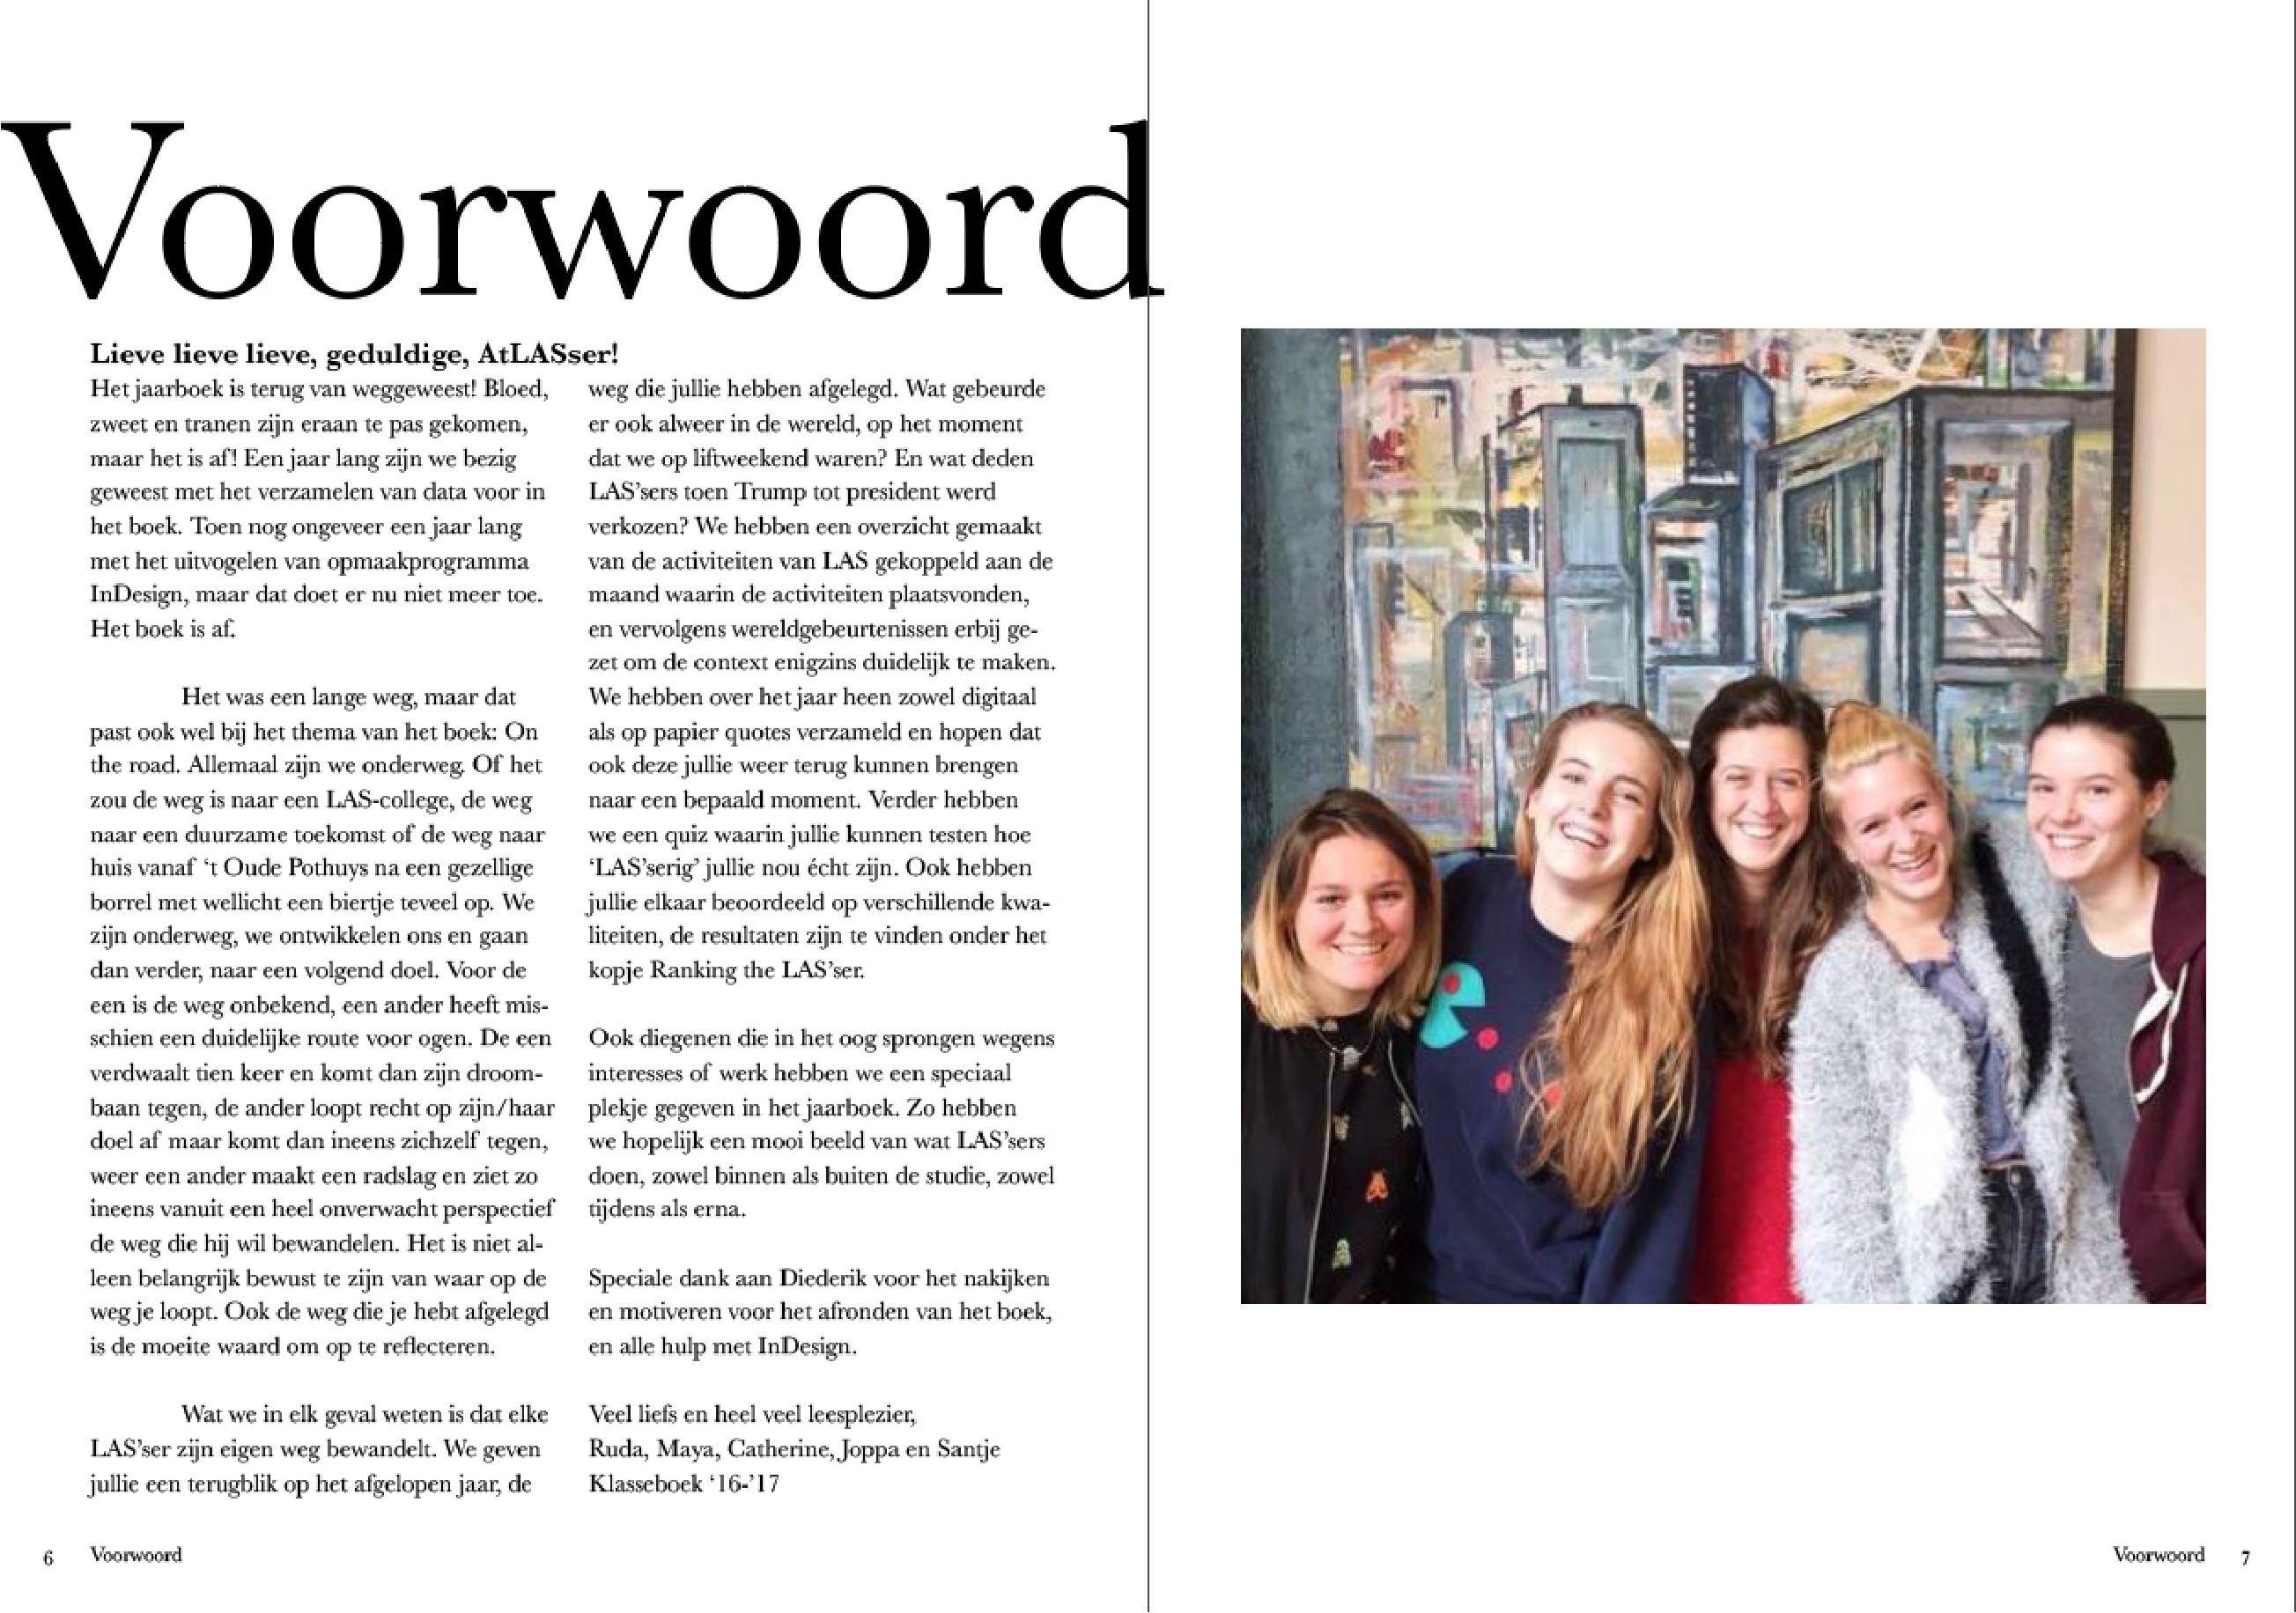 Voorwoord
Lieve lieve lieve, geduldige, AtLASser!
Het jaarboek is terug van weggeweest! Bloed,
zweet en tranen zijn eraan te pas gekomen,
maar het is af! Een jaar lang zijn we bezig
geweest met het verzamelen van data voor in
het boek. Toen nog ongeveer een jaar lang
met het uitvogelen van opmaakprogramma
InDesign, maar dat doet er nu niet meer toe.
Het boek is af.
Het was een lange weg, maar dat
past ook wel bij het thema van het boek: On
the road. Allemaal zijn we onderweg. Of het
zou de weg is naar een LAS-college, de weg
naar een duurzame toekomst of de weg naar
huis vanaf ‘t Oude Pothuys na een gezellige
borrel met wellicht een biertje teveel op. We
zijn onderweg, we ontwikkelen ons en gaan
dan verder, naar een volgend doel. Voor de
een is de weg onbekend, een ander heeft mis-
schien een duidelijke route voor ogen. De een
verdwaalt tien keer en komt dan zijn droom-
baan tegen, de ander loopt recht op zijn/haar
doel af maar komt dan ineens zichzelf tegen,
weer een ander maakt een radslag en ziet zo
ineens vanuit een heel onverwacht perspectief
de weg die hij wil bewandelen. Het is niet al-
leen belangrijk bewust te zijn van waar op de
weg je loopt. Ook de weg die je hebt afgelegd
is de moeite waard om op te reflecteren.
Wat we in elk geval weten is dat elke
LAS’ser zijn eigen weg bewandelt. We geven
jullie een terugblik op het afgelopen jaar, de
weg die jullie hebben afgelegd. Wat gebeurde
er ook alweer in de wereld, op het moment
dat we op liftweekend waren? En wat deden
LAS’sers toen Trump tot president werd
verkozen? We hebben een overzicht gemaakt
van de activiteiten van LAS gekoppeld aan de
maand waarin de activiteiten plaatsvonden,
en vervolgens wereldgebeurtenissen erbij ge-
zet om de context enigzins duidelijk te maken.
We hebben over het jaar heen zowel digitaal
als op papier quotes verzameld en hopen dat
ook deze jullie weer terug kunnen brengen
naar een bepaald moment. Verder hebben
we een quiz waarin jullie kunnen testen hoe
‘LAS’serig’ jullie nou écht zijn. Ook hebben
jullie elkaar beoordeeld op verschillende kwa-
liteiten, de resultaten zijn te vinden onder het
kopje Ranking the LAS’ser.
Ook diegenen die in het oog sprongen wegens
interesses of werk hebben we een speciaal
plekje gegeven in het jaarboek. Zo hebben
we hopelijk een mooi beeld van wat LAS’sers
doen, zowel binnen als buiten de studie, zowel
tijdens als erna.
Speciale dank aan Diederik voor het nakijken
en motiveren voor het afronden van het boek,
en alle hulp met InDesign.
Veel liefs en heel veel leesplezier,
Ruda, Maya, Catherine, Joppa en Santje
Klasseboek ‘16-’17
6 Voorwoord
Voorwoord 7